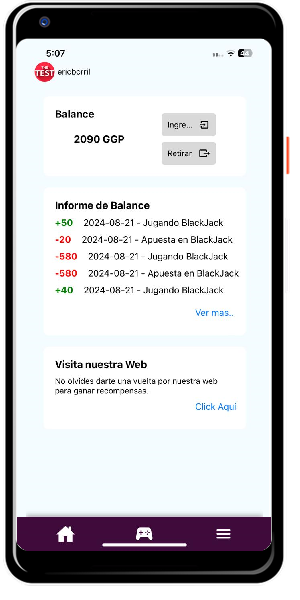 5:07
THE
TEST
ericborril
Balance
2090 GGP
Ingre...
Retirar
Informe de Balance
+50 2024-08-21 - Jugando BlackJack
-20 2024-08-21 - Apuesta en BlackJack
-580 2024-08-21 - Jugando BlackJack
-580 2024-08-21 - Apuesta en BlackJack
+40 2024-08-21 - Jugando BlackJack
Ver mas..
Visita nuestra Web
No olvides darte una vuelta por nuestra web
para ganar recompensas.
Click Aqui